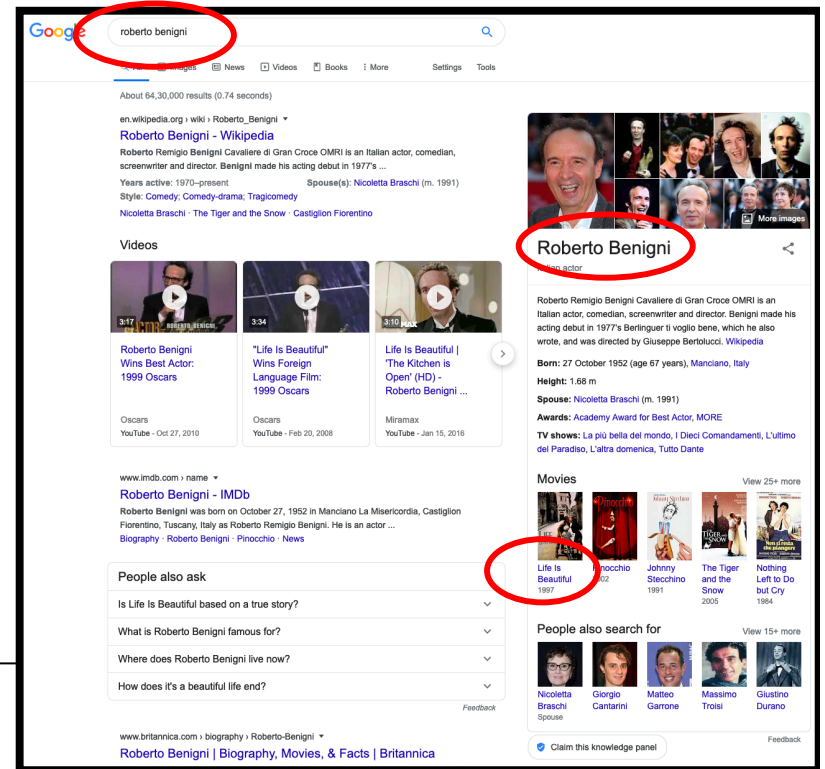 Google
roberto benigni
Images News Videos Books More Settings Tools
About 64,30,000 results (0.74 seconds)
en.wikipedia.org › wiki › Roberto_Benigni
Roberto Benigni - Wikipedia
Roberto Remigio Benigni Cavaliere di Gran Croce OMRI is an Italian actor, comedian,
screenwriter and director. Benigni made his acting debut in 1977's ...
Years active: 1970–present Spouse(s): Nicoletta Braschi (m. 1991)
Style: Comedy; Comedy-drama; Tragicomedy
Nicoletta Braschi · The Tiger and the Snow · Castiglion Fiorentino
Videos
3:17
3:34
3:10
ROBERTO BENIGNI
Roberto Benigni
Wins Best Actor:
1999 Oscars
Oscars
YouTube - Oct 27, 2010
"Life Is Beautiful"
Wins Foreign
Language Film:
1999 Oscars
Oscars
YouTube - Feb 20, 2008
Life Is Beautiful |
'The Kitchen is
Open' (HD) -
Roberto Benigni ...
Miramax
YouTube - Jan 15, 2016
www.imdb.com › name
Roberto Benigni - IMDb
Roberto Benigni was born on October 27, 1952 in Manciano La Misericordia, Castiglion
Fiorentino, Tuscany, Italy as Roberto Remigio Benigni. He is an actor ...
Biography · Roberto Benigni · Pinocchio · News
People also ask
Is Life Is Beautiful based on a true story?
What is Roberto Benigni famous for?
Where does Roberto Benigni live now?
How does it's a beautiful life end?
Feedback
www.britannica.com › biography › Roberto-Benigni
Roberto Benigni | Biography, Movies, & Facts | Britannica
More images
Roberto Benigni
Italian actor
Roberto Remigio Benigni Cavaliere di Gran Croce OMRI is an
Italian actor, comedian, screenwriter and director. Benigni made his
acting debut in 1977's Berlinguer ti voglio bene, which he also
wrote, and was directed by Giuseppe Bertolucci. Wikipedia
Born: 27 October 1952 (age 67 years), Manciano, Italy
Height: 1.68 m
Spouse: Nicoletta Braschi (m. 1991)
Awards: Academy Award for Best Actor, MORE
TV shows: La più bella del mondo, I Dieci Comandamenti, L'ultimo
del Paradiso, L'altra domenica, Tutto Dante
Movies View 25+ more
Life Is
Beautiful
1997
Pinocchio
2002
Johnny
Stecchino
1991
The Tiger
and the
Snow
2005
Nothing
Left to Do
but Cry
1984
People also search for View 15+ more
Nicoletta
Braschi
Spouse
Giorgio
Cantarini
Matteo
Garrone
Massimo
Troisi
Giustino
Durano
Claim this knowledge panel
Feedback